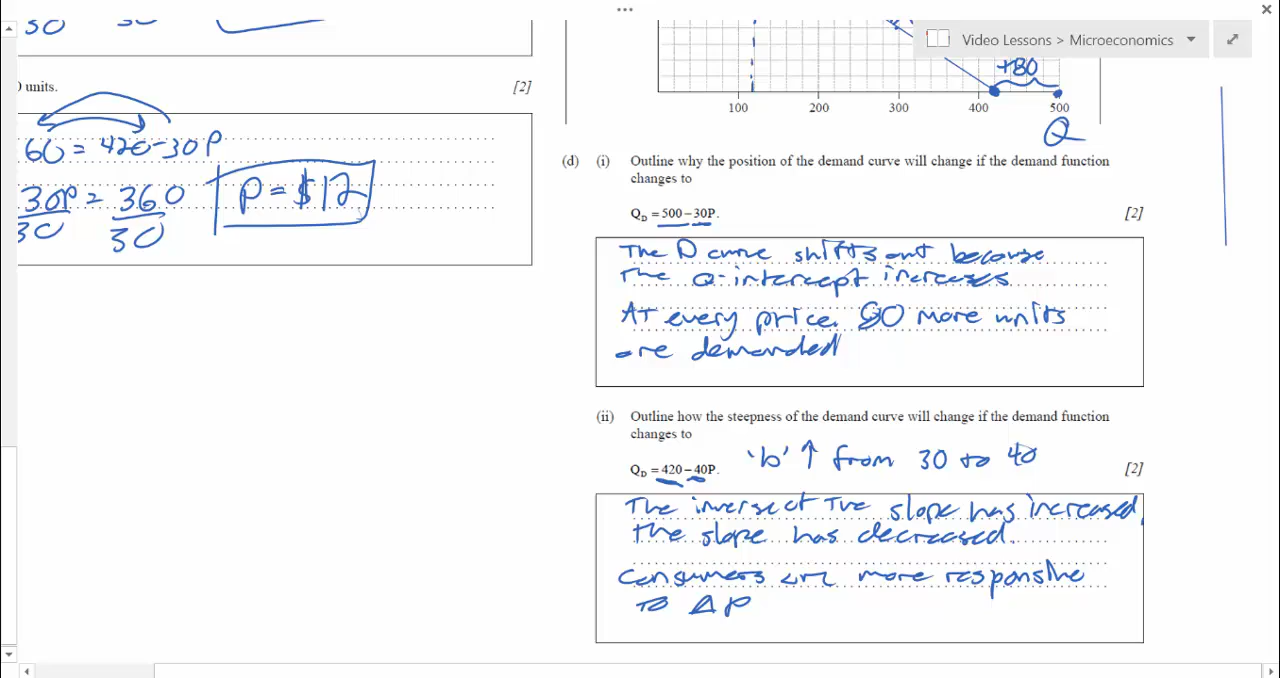 30 30
Video Lessons > Microeconomics
) units.
[2]
60 = 420-30P
30P = 360
30 30
P = $12
+80
100 200 300 400 500
Q
(d) (i) Outline why the position of the demand curve will change if the demand function
changes to
QD = 500 – 30P. [2]
The D curve shifts out because
the Q-intercept increases
At every price 80 more units
are demanded
(ii) Outline how the steepness of the demand curve will change if the demand function
changes to
QD = 420 – 40P. [2]
'b' ↑ from 30 to 40
The inverse of the slope has increased,
the slope has decreased.
Consumers are more responsive
to ΔP